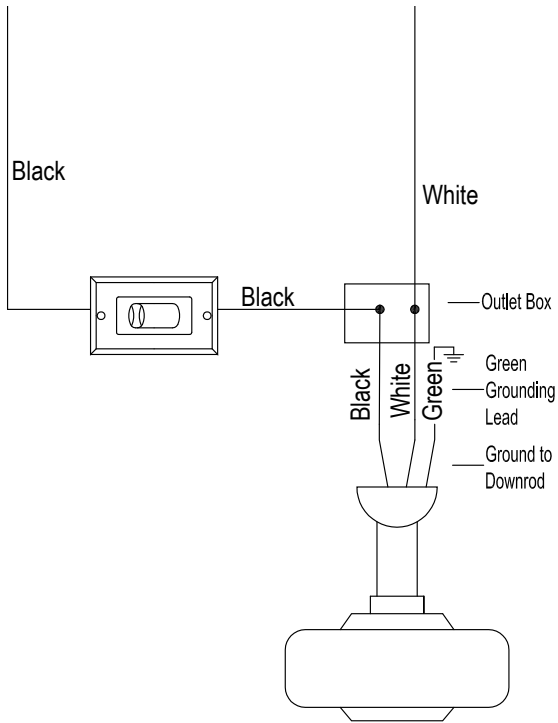 Black
White
Black
Outlet Box
Black
White
Green
Green
Grounding
Lead
Ground to
Downrod